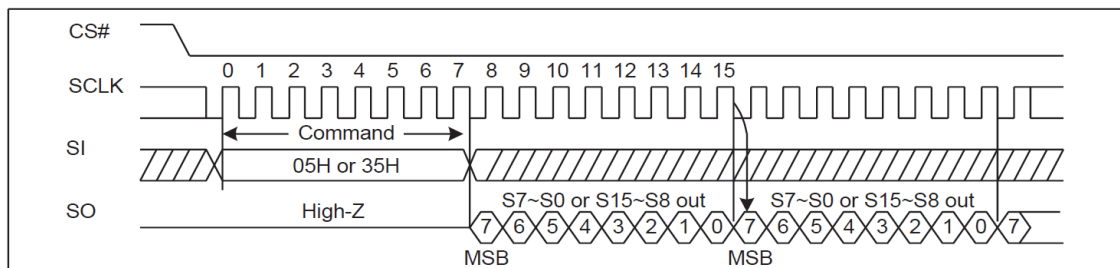 CS#
0 1 2 3 4 5 6 7 8 9 10 11 12 13 14 15
SCLK
Command
SI
05H or 35H
S7~S0 or S15~S8 out S7~S0 or S15~S8 out
SO High-Z
7 6 5 4 3 2 1 0 7 6 5 4 3 2 1 0 7
MSB MSB